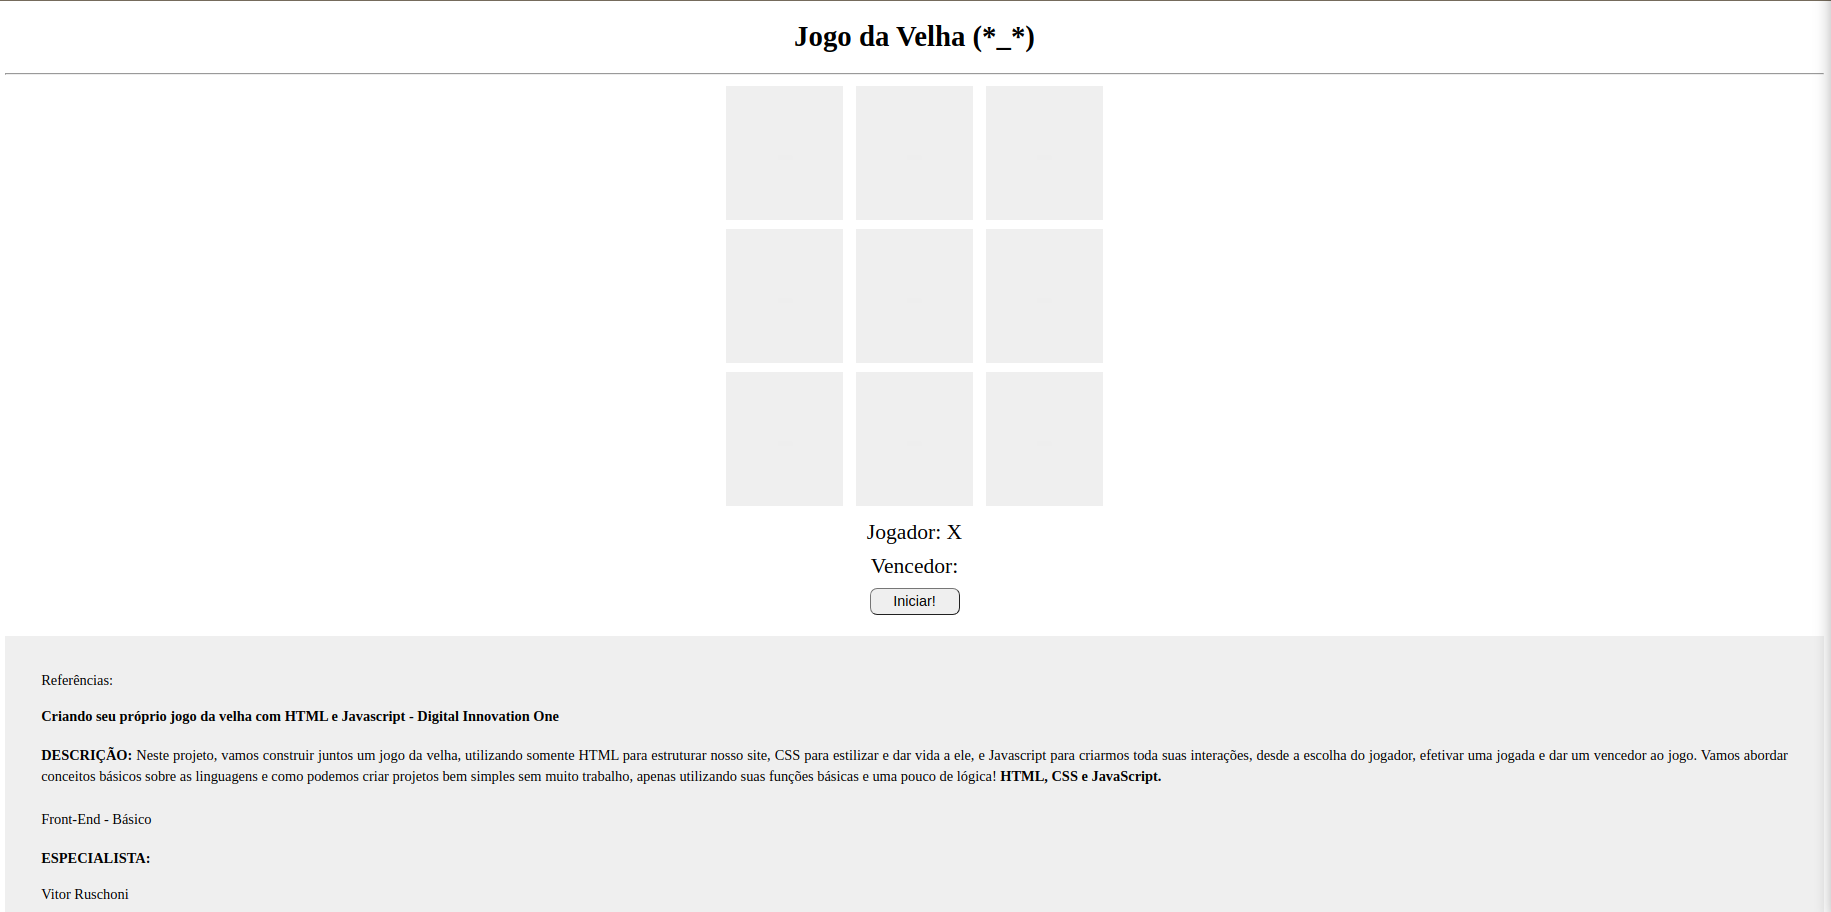 Jogo da Velha (*_*)
Jogador: X
Vencedor:
Iniciar!
Referências:
Criando seu próprio jogo da velha com HTML e Javascript - Digital Innovation One
DESCRIÇÃO: Neste projeto, vamos construir juntos um jogo da velha, utilizando somente HTML para estruturar nosso site, CSS para estilizar e dar vida a ele, e Javascript para criarmos toda suas interações, desde a escolha do jogador, efetivar uma jogada e dar um vencedor ao jogo. Vamos abordar
conceitos básicos sobre as linguagens e como podemos criar projetos bem simples sem muito trabalho, apenas utilizando suas funções básicas e uma pouco de lógica! HTML, CSS e JavaScript.
Front-End - Básico
ESPECIALISTA:
Vitor Ruschoni